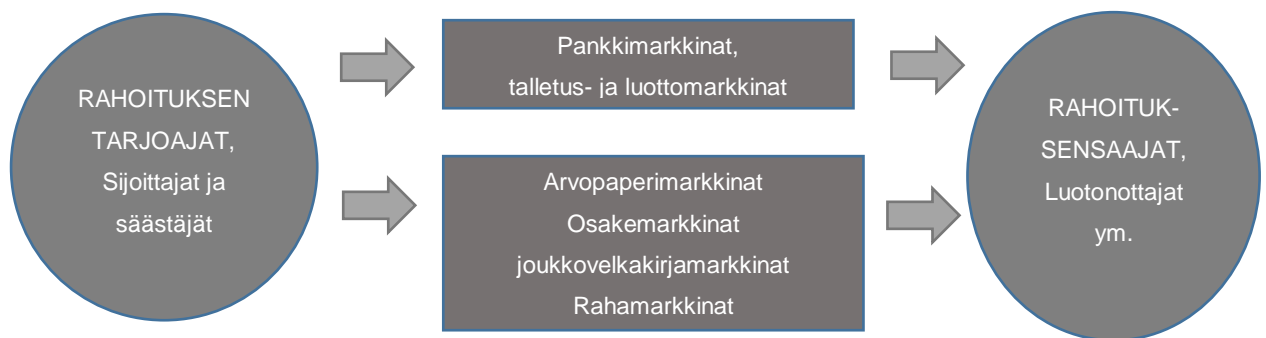 RAHOITUKSEN
TARJOAJAT,
Sijoittajat ja
säästäjät
Pankkimarkkinat,
talletus- ja luottomarkkinat
Arvopaperimarkkinat
Osakemarkkinat
joukkovelkakirjamarkkinat
Rahamarkkinat
RAHOITUK-
SENSAAJAT,
Luotonottajat
ym.